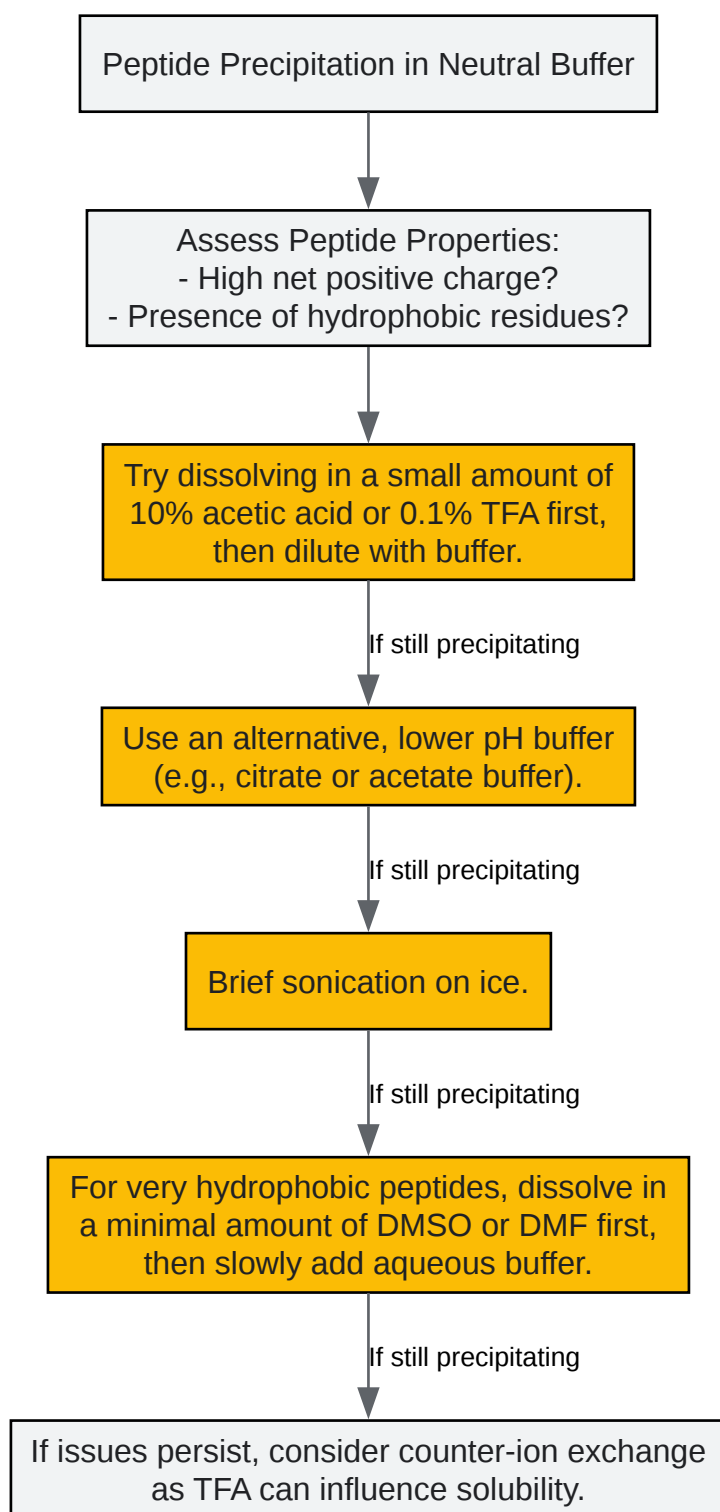 Peptide Precipitation in Neutral Buffer
Assess Peptide Properties:
- High net positive charge?
- Presence of hydrophobic residues?
Try dissolving in a small amount of
10% acetic acid or 0.1% TFA first,
then dilute with buffer.
If still precipitating
Use an alternative, lower pH buffer
(e.g., citrate or acetate buffer).
If still precipitating
Brief sonication on ice.
If still precipitating
For very hydrophobic peptides, dissolve in
a minimal amount of DMSO or DMF first,
then slowly add aqueous buffer.
If still precipitating
If issues persist, consider counter-ion exchange
as TFA can influence solubility.